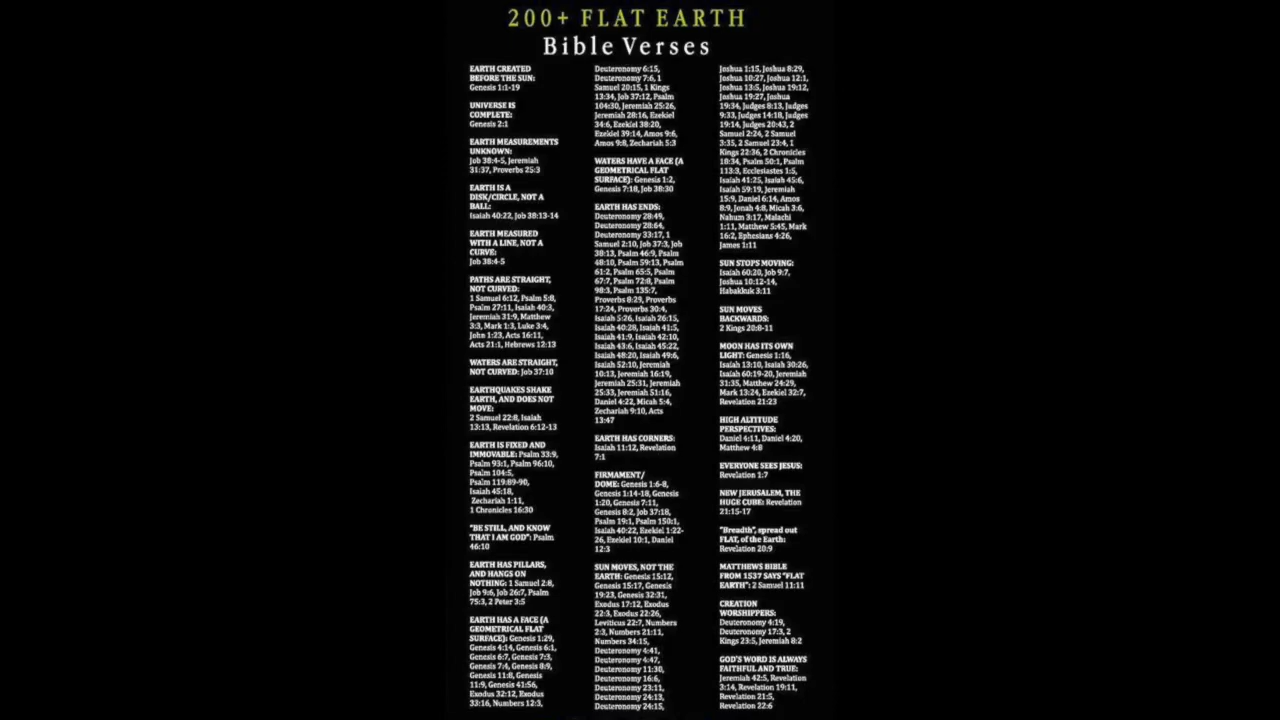 200+ FLAT EARTH
Bible Verses
EARTH CREATED
BEFORE THE SUN:
Genesis 1:1-19
UNIVERSE IS
COMPLETE:
Genesis 2:1
EARTH MEASUREMENTS
UNKNOWN:
Job 38:4-5, Jeremiah
31:37, Proverbs 25:3
EARTH IS A
DISK/CIRCLE, NOT A
BALL:
Isaiah 40:22, Job 38:13-14
EARTH MEASURED
WITH A LINE, NOT A
CURVE:
Job 38:4-5
PATHS ARE STRAIGHT,
NOT CURVED:
1 Samuel 6:12, Psalm 5:8,
Psalm 27:11, Isaiah 40:3,
Jeremiah 31:9, Matthew
3:3, Mark 1:3, Luke 3:4,
John 1:23, Acts 16:11,
Acts 21:1, Hebrews 12:13
WATERS ARE STRAIGHT,
NOT CURVED: Job 37:10
EARTHQUAKES SHAKE
EARTH, AND DOES NOT
MOVE:
2 Samuel 22:8, Isaiah
13:13, Revelation 6:12-13
EARTH IS FIXED AND
IMMOVABLE: Psalm 33:9,
Psalm 93:1, Psalm 96:10,
Psalm 104:5,
Psalm 119:89-90,
Isaiah 45:18,
Zechariah 1:11,
1 Chronicles 16:30
"BE STILL, AND KNOW
THAT I AM GOD": Psalm
46:10
EARTH HAS PILLARS,
AND HANGS ON
NOTHING: 1 Samuel 2:8,
Job 9:6, Job 26:7, Psalm
75:3, 2 Peter 3:5
EARTH HAS A FACE (A
GEOMETRICAL FLAT
SURFACE): Genesis 1:29,
Genesis 4:14, Genesis 6:1,
Genesis 6:7, Genesis 7:3,
Genesis 7:4, Genesis 8:9,
Genesis 11:8, Genesis
11:9, Genesis 41:56,
Exodus 32:12, Exodus
33:16, Numbers 12:3,
Deuteronomy 6:15,
Deuteronomy 7:6, 1
Samuel 20:15, 1 Kings
13:34, Job 37:12, Psalm
104:30, Jeremiah 25:26,
Jeremiah 28:16, Ezekiel
34:6, Ezekiel 38:20,
Ezekiel 39:14, Amos 9:6,
Amos 9:8, Zechariah 5:3
WATERS HAVE A FACE (A
GEOMETRICAL FLAT
SURFACE): Genesis 1:2,
Genesis 7:18, Job 38:30
EARTH HAS ENDS:
Deuteronomy 28:49,
Deuteronomy 28:64,
Deuteronomy 33:17, 1
Samuel 2:10, Job 37:3, Job
38:13, Psalm 46:9, Psalm
48:10, Psalm 59:13, Psalm
61:2, Psalm 65:5, Psalm
67:7, Psalm 72:8, Psalm
98:3, Psalm 135:7,
Proverbs 8:29, Proverbs
17:24, Proverbs 30:4,
Isaiah 5:26, Isaiah 26:15,
Isaiah 40:28, Isaiah 41:5,
Isaiah 41:9, Isaiah 42:10,
Isaiah 43:6, Isaiah 45:22,
Isaiah 48:20, Isaiah 49:6,
Isaiah 52:10, Jeremiah
10:13, Jeremiah 16:19,
Jeremiah 25:31, Jeremiah
25:33, Jeremiah 51:16,
Daniel 4:22, Micah 5:4,
Zechariah 9:10, Acts
13:47
EARTH HAS CORNERS:
Isaiah 11:12, Revelation
7:1
FIRMAMENT/
DOME: Genesis 1:6-8,
Genesis 1:14-18, Genesis
1:20, Genesis 7:11,
Genesis 8:2, Job 37:18,
Psalm 19:1, Psalm 150:1,
Isaiah 40:22, Ezekiel 1:22-
26, Ezekiel 10:1, Daniel
12:3
SUN MOVES, NOT THE
EARTH: Genesis 15:12,
Genesis 15:17, Genesis
19:23, Genesis 32:31,
Exodus 17:12, Exodus
22:3, Exodus 22:26,
Leviticus 22:7, Numbers
2:3, Numbers 21:11,
Numbers 34:15,
Deuteronomy 4:41,
Deuteronomy 4:47,
Deuteronomy 11:30,
Deuteronomy 16:6,
Deuteronomy 23:11,
Deuteronomy 24:13,
Deuteronomy 24:15,
Joshua 1:15, Joshua 8:29,
Joshua 10:27, Joshua 12:1,
Joshua 13:5, Joshua 19:12,
Joshua 19:27, Joshua
19:34, Judges 8:13, Judges
9:33, Judges 14:18, Judges
19:14, Judges 20:43, 2
Samuel 2:24, 2 Samuel
3:35, 2 Samuel 23:4, 1
Kings 22:36, 2 Chronicles
18:34, Psalm 50:1, Psalm
113:3, Ecclesiastes 1:5,
Isaiah 41:25, Isaiah 45:6,
Isaiah 59:19, Jeremiah
15:9, Daniel 6:14, Amos
8:9, Jonah 4:8, Micah 3:6,
Nahum 3:17, Malachi
1:11, Matthew 5:45, Mark
16:2, Ephesians 4:26,
James 1:11
SUN STOPS MOVING:
Isaiah 60:20, Job 9:7,
Joshua 10:12-14,
Habakkuk 3:11
SUN MOVES
BACKWARDS:
2 Kings 20:8-11
MOON HAS ITS OWN
LIGHT: Genesis 1:16,
Isaiah 13:10, Isaiah 30:26,
Isaiah 60:19-20, Jeremiah
31:35, Matthew 24:29,
Mark 13:24, Ezekiel 32:7,
Revelation 21:23
HIGH ALTITUDE
PERSPECTIVES:
Daniel 4:11, Daniel 4:20,
Matthew 4:8
EVERYONE SEES JESUS:
Revelation 1:7
NEW JERUSALEM, THE
HUGE CUBE: Revelation
21:15-17
"Breadth", spread out
FLAT, of the Earth:
Revelation 20:9
MATTHEWS BIBLE
FROM 1537 SAYS "FLAT
EARTH": 2 Samuel 11:11
CREATION
WORSHIPPERS:
Deuteronomy 4:19,
Deuteronomy 17:3, 2
Kings 23:5, Jeremiah 8:2
GOD'S WORD IS ALWAYS
FAITHFUL AND TRUE:
Jeremiah 42:5, Revelation
3:14, Revelation 19:11,
Revelation 21:5,
Revelation 22:6